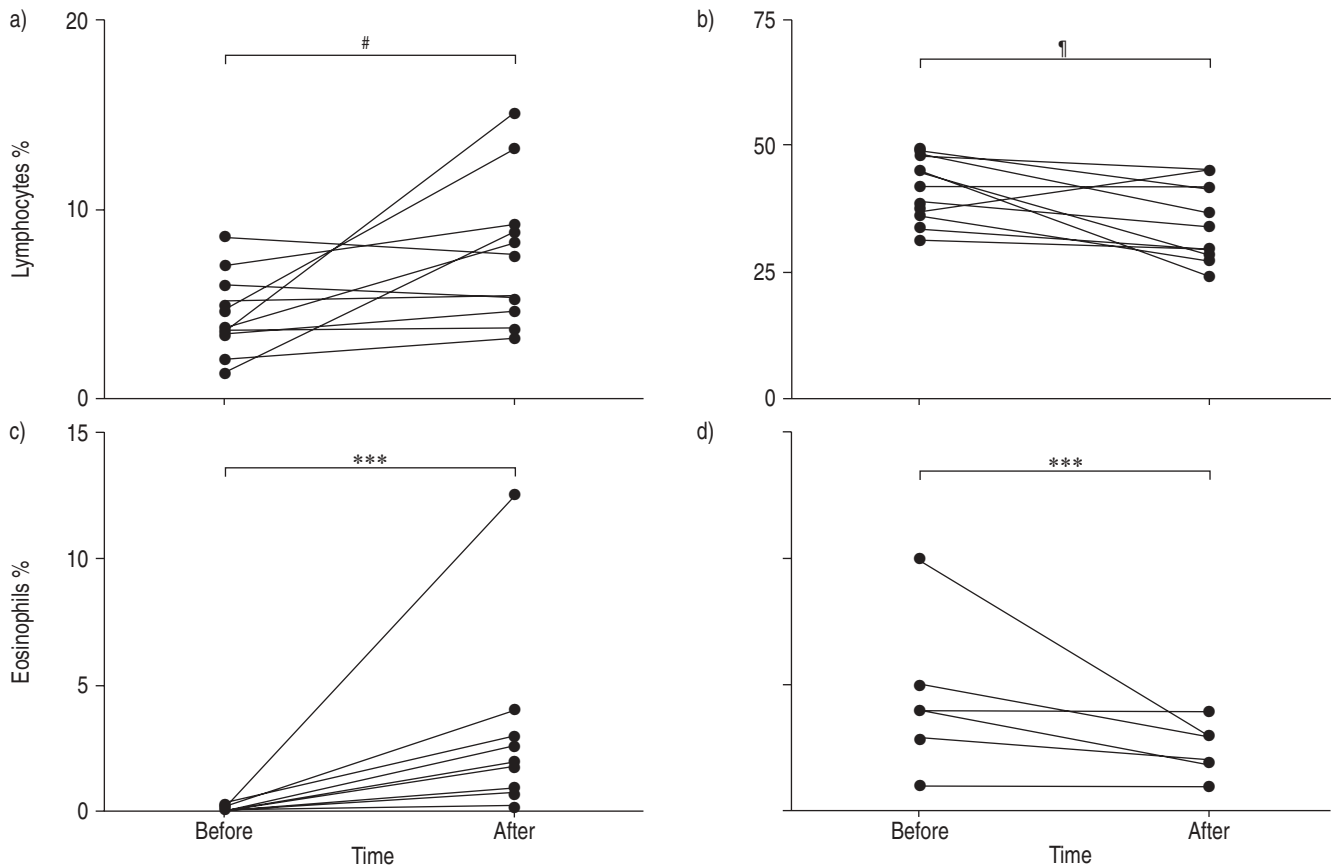 a)
20
10
0
Lymphocytes %
#
b)
75
50
25
0
¶
c)
15
10
5
0
Eosinophils %
***
Before
After
Time
d)
***
Before
After
Time